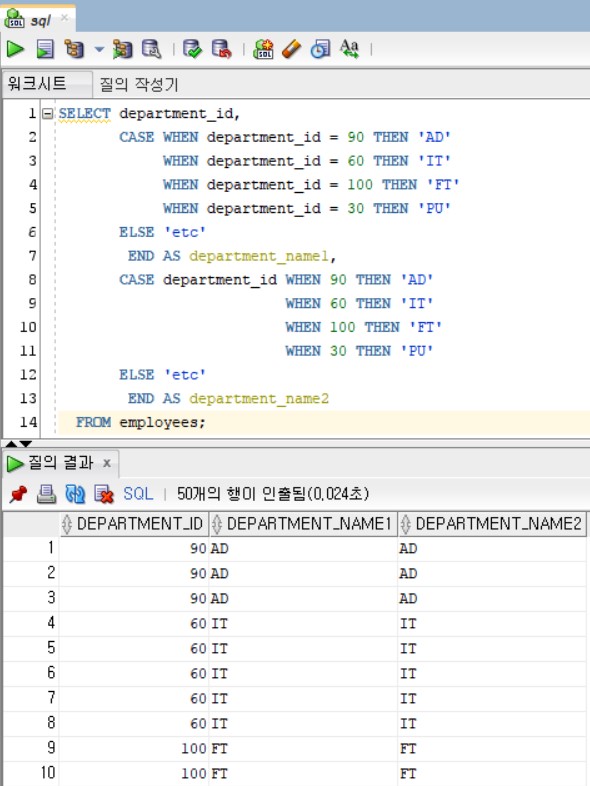 sql
워크시트 질의 작성기
1 SELECT department_id,
2 CASE WHEN department_id = 90 THEN 'AD'
3 WHEN department_id = 60 THEN 'IT'
4 WHEN department_id = 100 THEN 'FT'
5 WHEN department_id = 30 THEN 'PU'
6 ELSE 'etc'
7 END AS department_name1,
8 CASE department_id WHEN 90 THEN 'AD'
9 WHEN 60 THEN 'IT'
10 WHEN 100 THEN 'FT'
11 WHEN 30 THEN 'PU'
12 ELSE 'etc'
13 END AS department_name2
14 FROM employees;
질의 결과 x
SQL | 50개의 행이 인출됨(0,024초)
DEPARTMENT_ID DEPARTMENT_NAME1 DEPARTMENT_NAME2
1 90 AD AD
2 90 AD AD
3 90 AD AD
4 60 IT IT
5 60 IT IT
6 60 IT IT
7 60 IT IT
8 60 IT IT
9 100 FT FT
10 100 FT FT